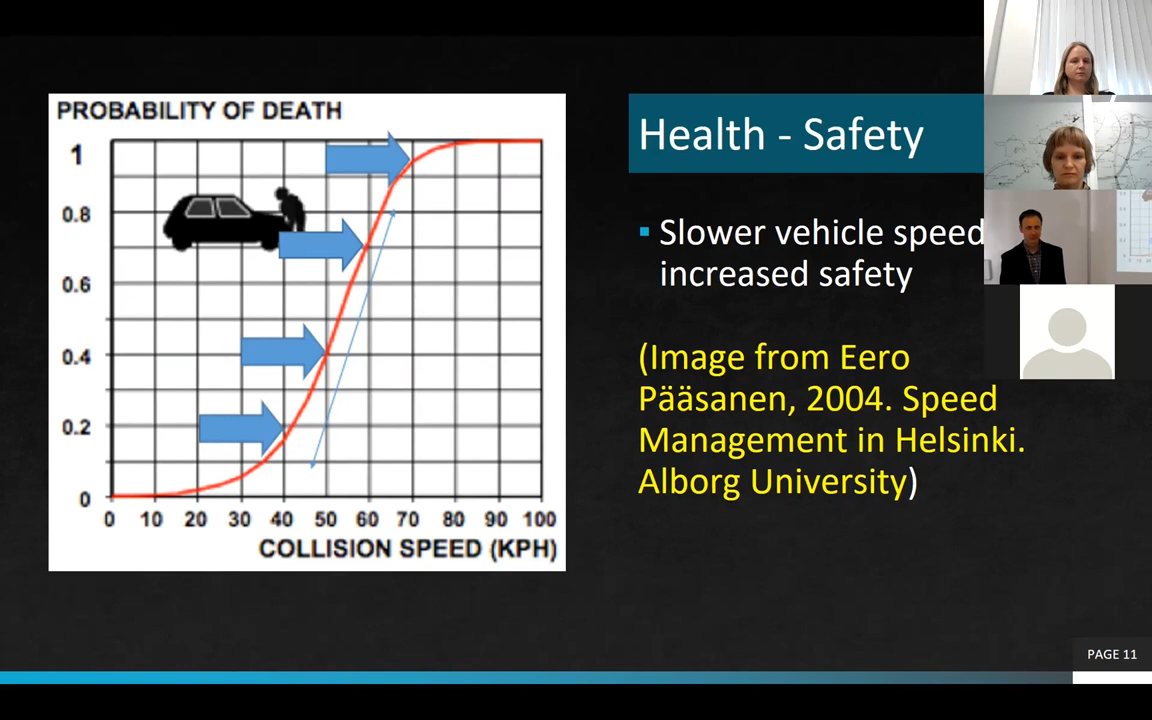 PROBABILITY OF DEATH
1
0.8
0.6
0.4
0.2
0
0 10 20 30 40 50 60 70 80 90 100
COLLISION SPEED (KPH)
Health - Safety
Slower vehicle speed
increased safety
(Image from Eero
Pääsanen, 2004. Speed
Management in Helsinki.
Alborg University)
PAGE 11